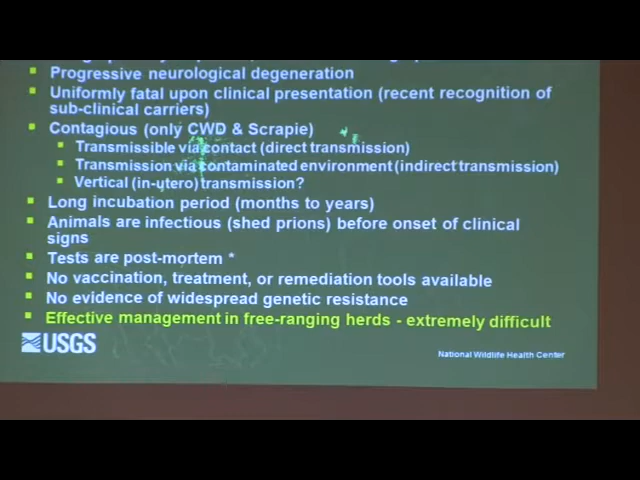 Progressive neurological degeneration
Uniformly fatal upon clinical presentation (recent recognition of
sub-clinical carriers)
Contagious (only CWD & Scrapie)
Transmissible via contact (direct transmission)
Transmission via contaminated environment (indirect transmission)
Vertical (in-utero) transmission?
Long incubation period (months to years)
Animals are infectious (shed prions) before onset of clinical
signs
Tests are post-mortem *
No vaccination, treatment, or remediation tools available
No evidence of widespread genetic resistance
Effective management in free-ranging herds - extremely difficult
USGS
National Wildlife Health Center